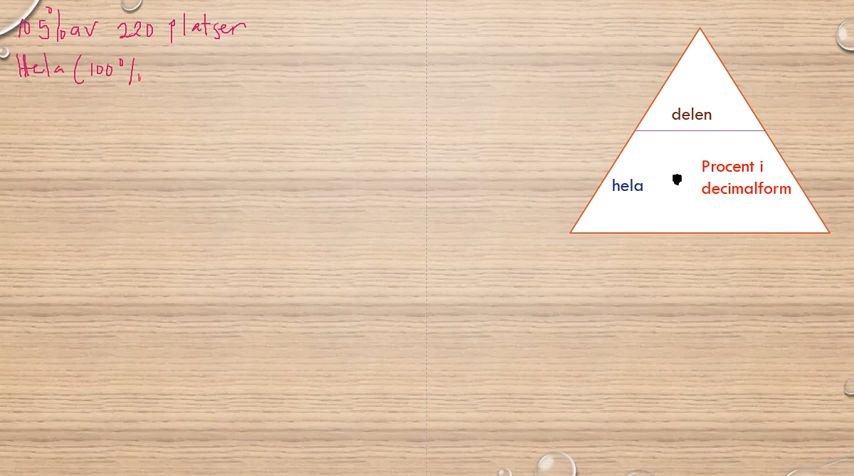 105% av 220 platser
Hela (100%
delen
hela
Procent i
decimalform